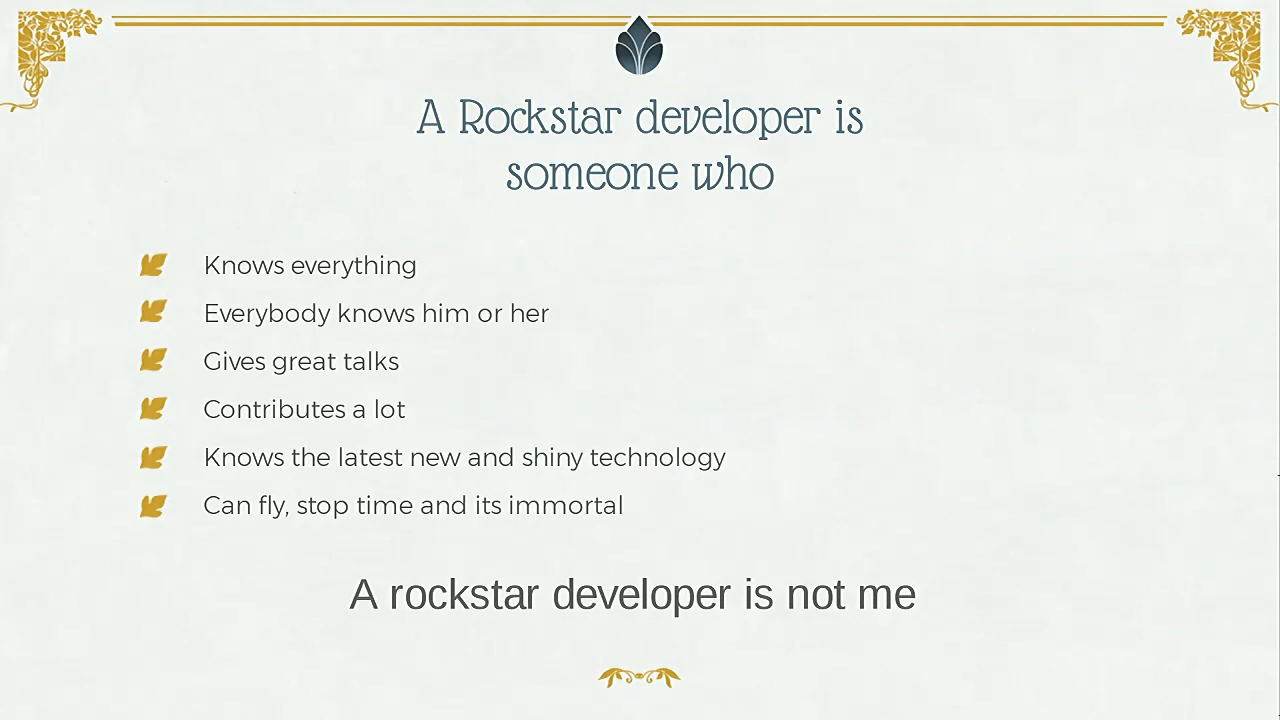 A Rockstar developer is
someone who
Knows everything
Everybody knows him or her
Gives great talks
Contributes a lot
Knows the latest new and shiny technology
Can fly, stop time and its immortal
A rockstar developer is not me